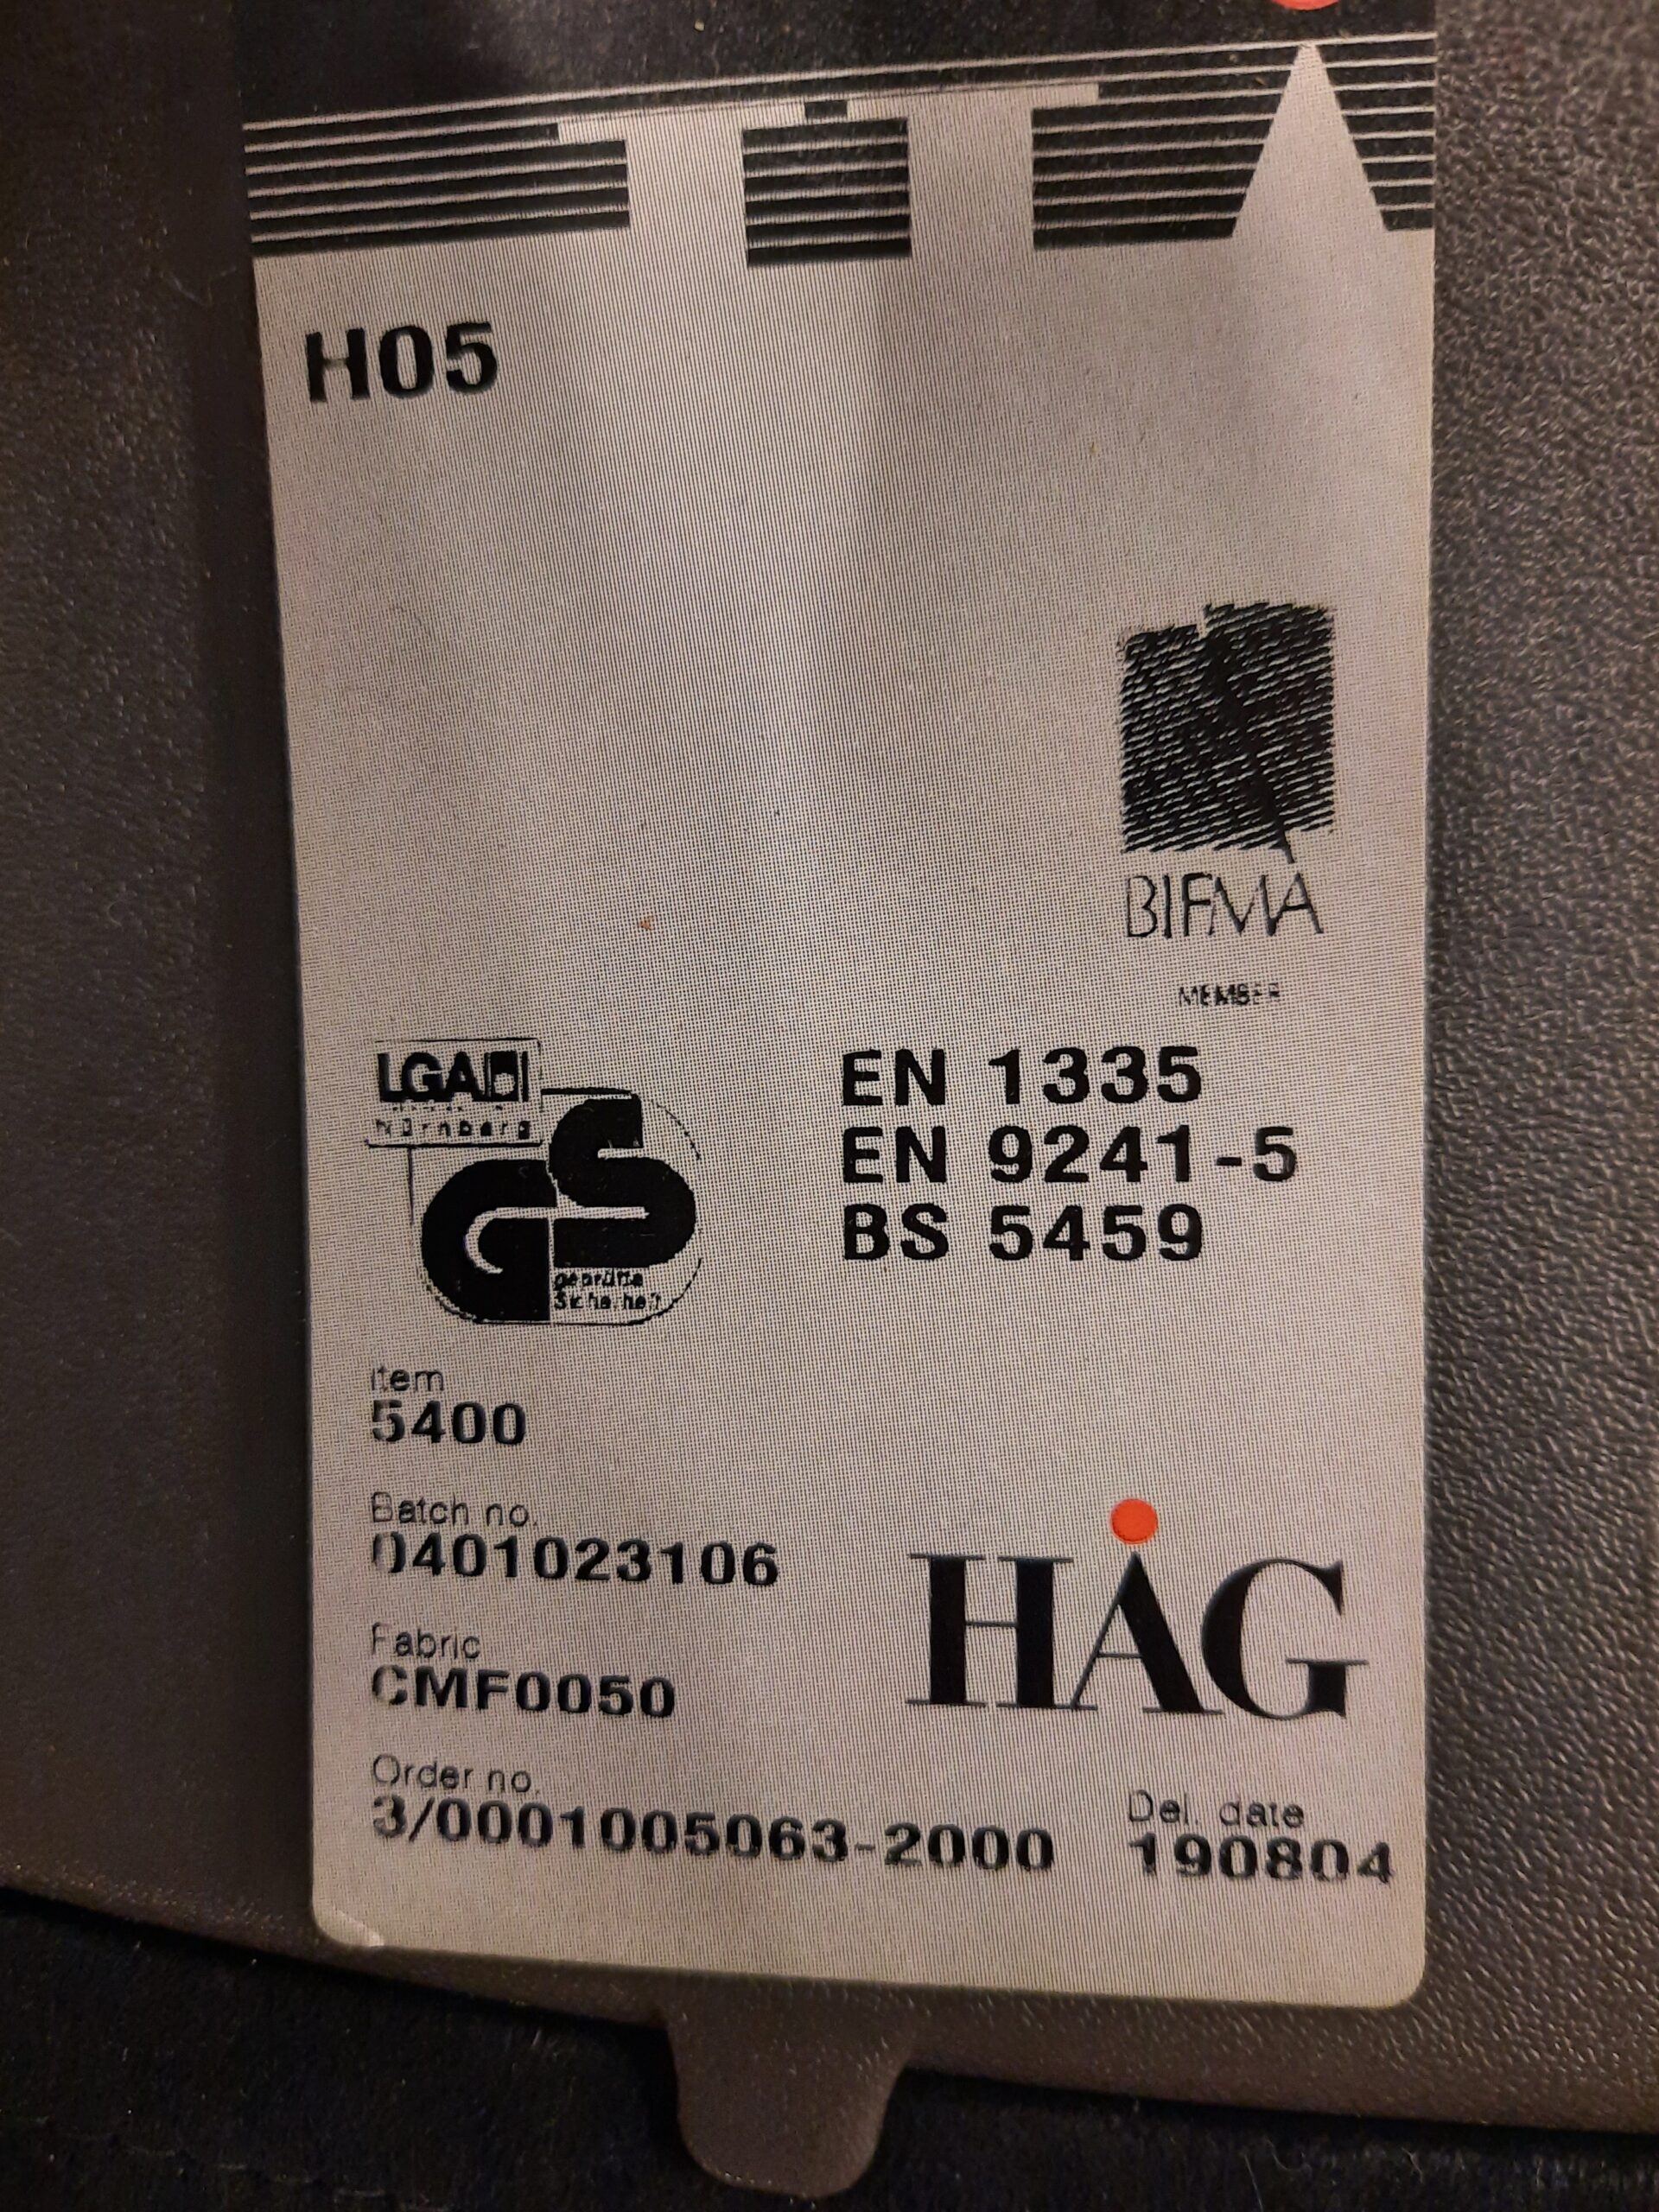 H05
BIFMA
MEMBER
LGA
Nürnberg
GS
geprüfte
Sicherheit
EN 1335
EN 9241-5
BS 5459
Item
5400
Batch no.
0401023106
Fabric
CMF0050
HÅG
Order no.
3/0001005063-2000
Del. date
190804